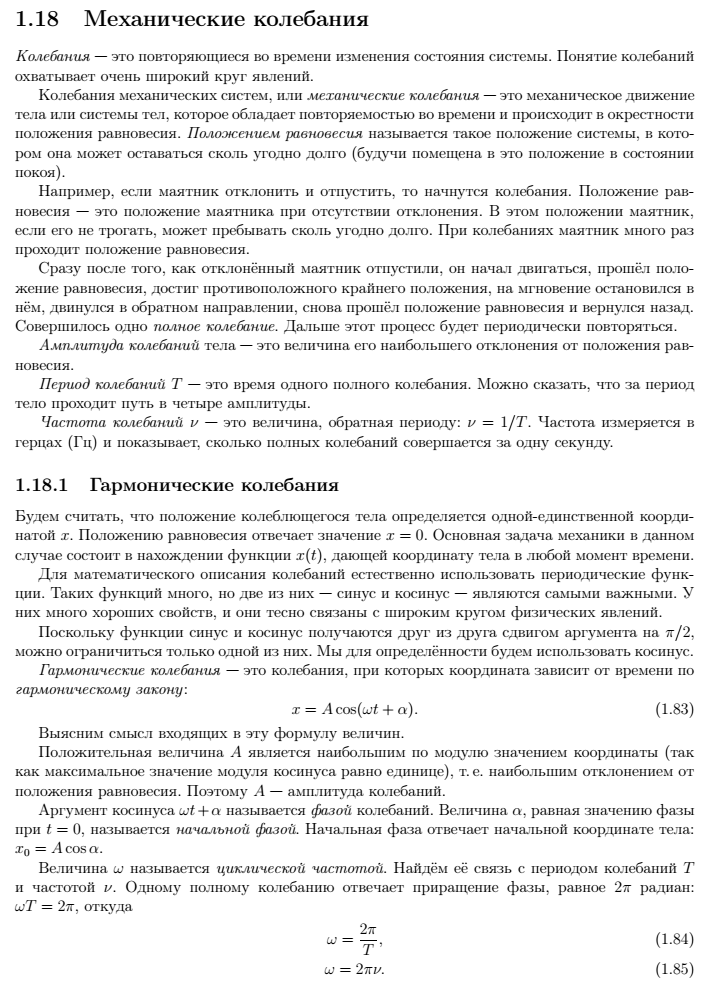 1.18 Механические колебания
Колебания — это повторяющиеся во времени изменения состояния системы. Понятие колебаний
охватывает очень широкий круг явлений.
Колебания механических систем, или механические колебания — это механическое движение
тела или системы тел, которое обладает повторяемостью во времени и происходит в окрестности
положения равновесия. Положением равновесия называется такое положение системы, в кото-
ром она может оставаться сколь угодно долго (будучи помещена в это положение в состоянии
покоя).
Например, если маятник отклонить и отпустить, то начнутся колебания. Положение рав-
новесия — это положение маятника при отсутствии отклонения. В этом положении маятник,
если его не трогать, может пребывать сколь угодно долго. При колебаниях маятник много раз
проходит положение равновесия.
Сразу после того, как отклонённый маятник отпустили, он начал двигаться, прошёл поло-
жение равновесия, достиг противоположного крайнего положения, на мгновение остановился в
нём, двинулся в обратном направлении, снова прошёл положение равновесия и вернулся назад.
Совершилось одно полное колебание. Дальше этот процесс будет периодически повторяться.
Амплитуда колебаний тела — это величина его наибольшего отклонения от положения рав-
новесия.
Период колебаний T — это время одного полного колебания. Можно сказать, что за период
тело проходит путь в четыре амплитуды.
Частота колебаний ν — это величина, обратная периоду: ν = 1/T. Частота измеряется в
герцах (Гц) и показывает, сколько полных колебаний совершается за одну секунду.
1.18.1 Гармонические колебания
Будем считать, что положение колеблющегося тела определяется одной-единственной коорди-
натой x. Положению равновесия отвечает значение x = 0. Основная задача механики в данном
случае состоит в нахождении функции x(t), дающей координату тела в любой момент времени.
Для математического описания колебаний естественно использовать периодические функ-
ции. Таких функций много, но две из них — синус и косинус — являются самыми важными. У
них много хороших свойств, и они тесно связаны с широким кругом физических явлений.
Поскольку функции синус и косинус получаются друг из друга сдвигом аргумента на π/2,
можно ограничиться только одной из них. Мы для определённости будем использовать косинус.
Гармонические колебания — это колебания, при которых координата зависит от времени по
гармоническому закону:
x = A cos(ωt + α). (1.83)
Выясним смысл входящих в эту формулу величин.
Положительная величина A является наибольшим по модулю значением координаты (так
как максимальное значение модуля косинуса равно единице), т. е. наибольшим отклонением от
положения равновесия. Поэтому A — амплитуда колебаний.
Аргумент косинуса ωt + α называется фазой колебаний. Величина α, равная значению фазы
при t = 0, называется начальной фазой. Начальная фаза отвечает начальной координате тела:
x₀ = A cos α.
Величина ω называется циклической частотой. Найдём её связь с периодом колебаний T
и частотой ν. Одному полному колебанию отвечает приращение фазы, равное 2π радиан:
ωT = 2π, откуда
ω = 2π/T, (1.84)
ω = 2πν. (1.85)